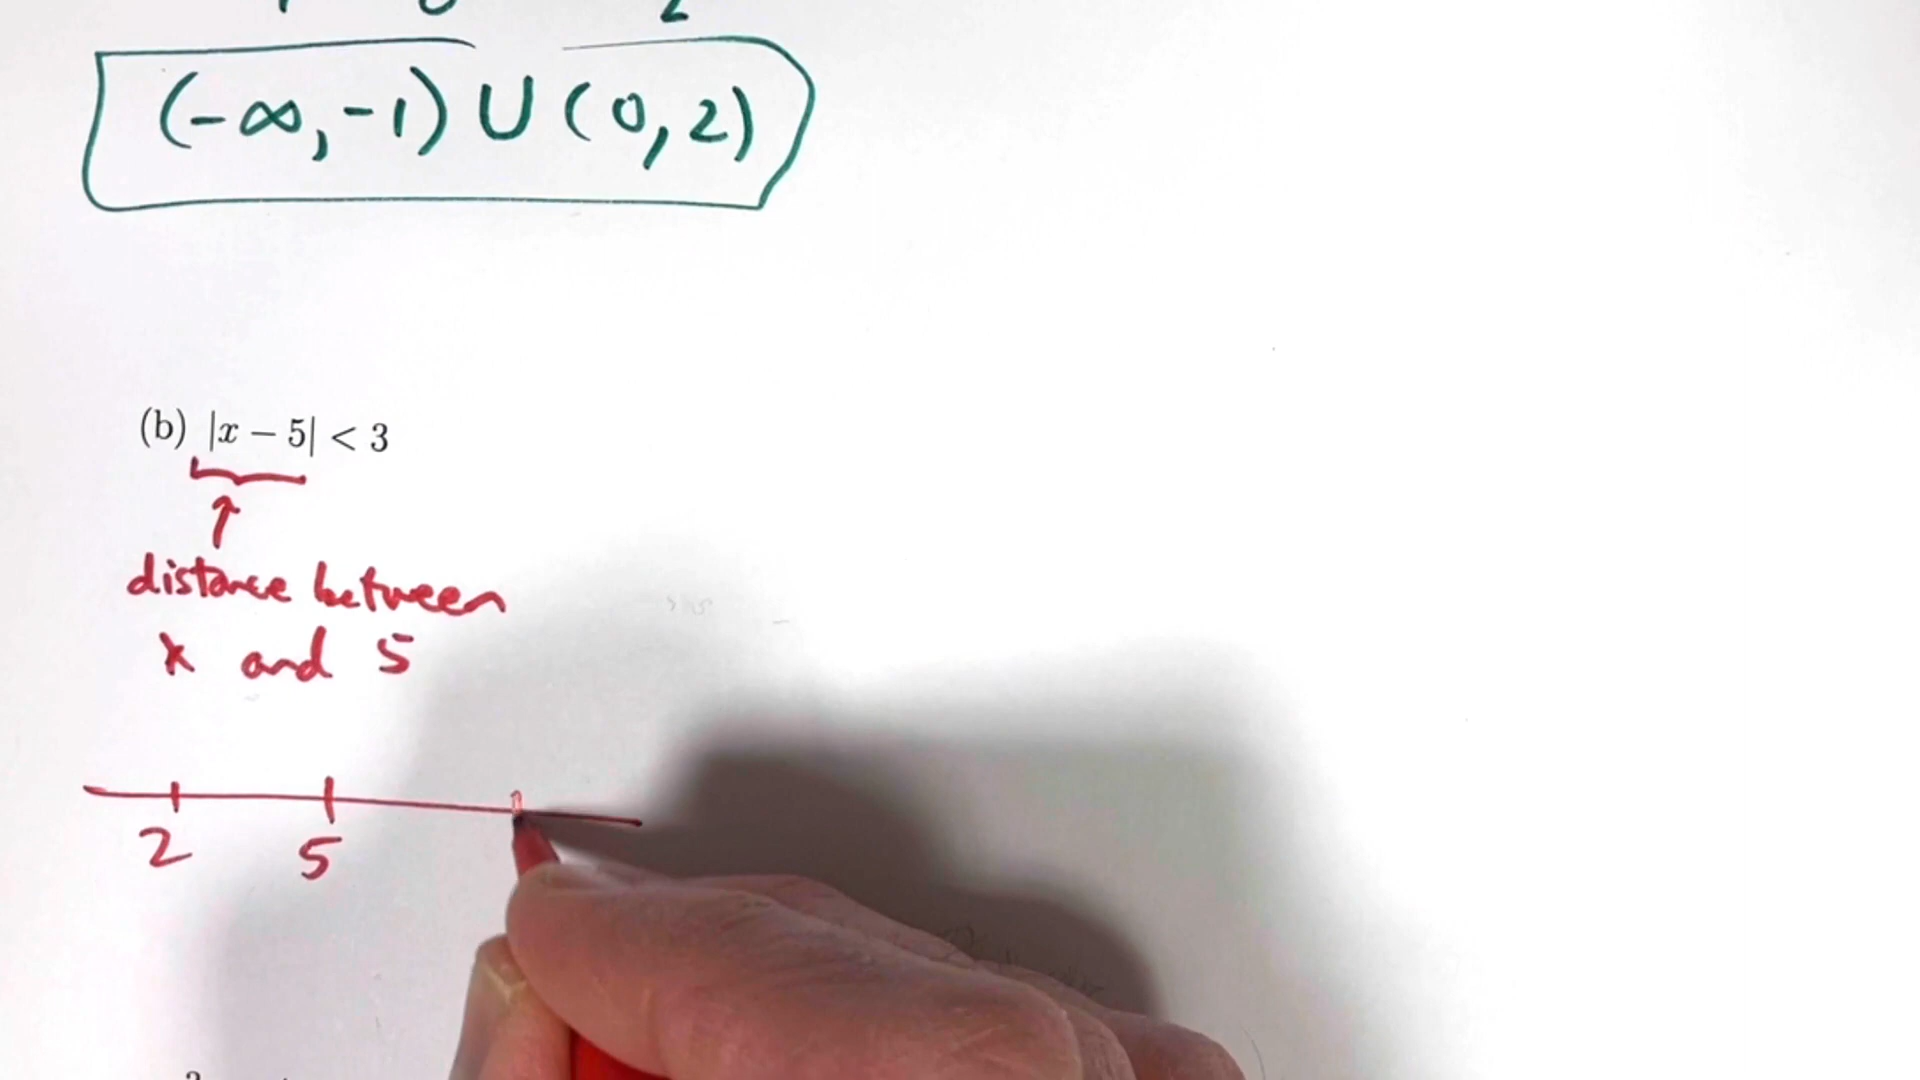 (-∞, -1) ∪ (0, 2)
(b) |x − 5| < 3
↑
distance between
x and 5
2 5